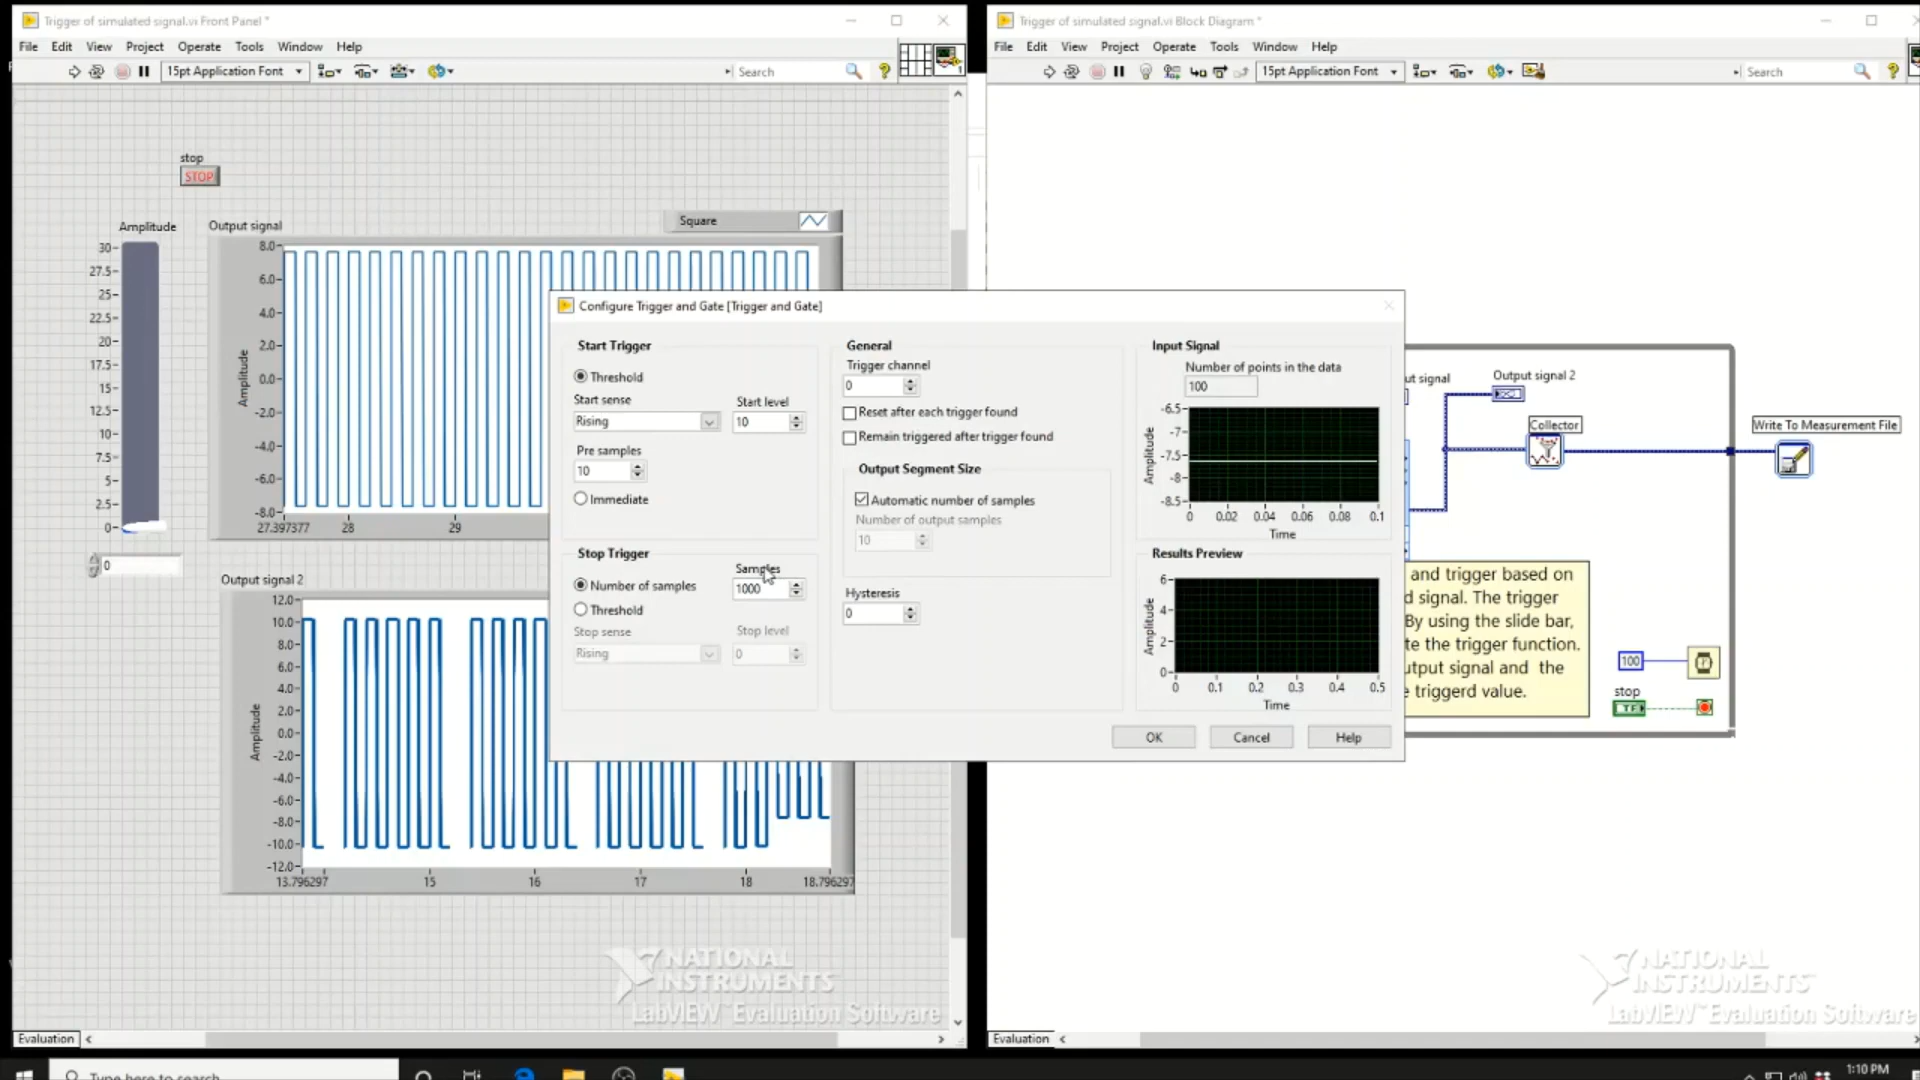 Trigger of simulated signal.vi Front Panel *
File Edit View Project Operate Tools Window Help
15pt Application Font
Search
stop
STOP
Amplitude
30
27.5
25
22.5
20
17.5
15
12.5
10
7.5
5
2.5
0
0
Output signal
Square
Amplitude
8.0
6.0
4.0
2.0
0.0
-2.0
-4.0
-6.0
-8.0
27.397377 28 29
Output signal 2
Amplitude
12.0
10.0
8.0
6.0
4.0
2.0
0.0
-2.0
-4.0
-6.0
-8.0
-10.0
-12.0
13.796297 15 16 17 18 18.796297
NATIONAL
INSTRUMENTS
LabVIEW™ Evaluation Software
Evaluation
Configure Trigger and Gate [Trigger and Gate]
Start Trigger
Threshold
Start sense
Rising
Start level
10
Pre samples
10
Immediate
Stop Trigger
Number of samples
Samples
1000
Threshold
Stop sense
Rising
Stop level
0
General
Trigger channel
0
Reset after each trigger found
Remain triggered after trigger found
Output Segment Size
Automatic number of samples
Number of output samples
10
Hysteresis
0
Input Signal
Number of points in the data
100
Amplitude
-6.5
-7
-7.5
-8
-8.5
0 0.02 0.04 0.06 0.08 0.1
Time
Results Preview
Amplitude
6
4
2
0
0 0.1 0.2 0.3 0.4 0.5
Time
OK Cancel Help
Trigger of simulated signal.vi Block Diagram *
File Edit View Project Operate Tools Window Help
15pt Application Font
Search
ut signal
Output signal 2
Collector
Write To Measurement File
and trigger based on
d signal. The trigger
By using the slide bar,
te the trigger function.
utput signal and the
e triggerd value.
100
stop
TF
NATIONAL
INSTRUMENTS
LabVIEW™ Evaluation Software
Evaluation
Type here to search
1:10 PM